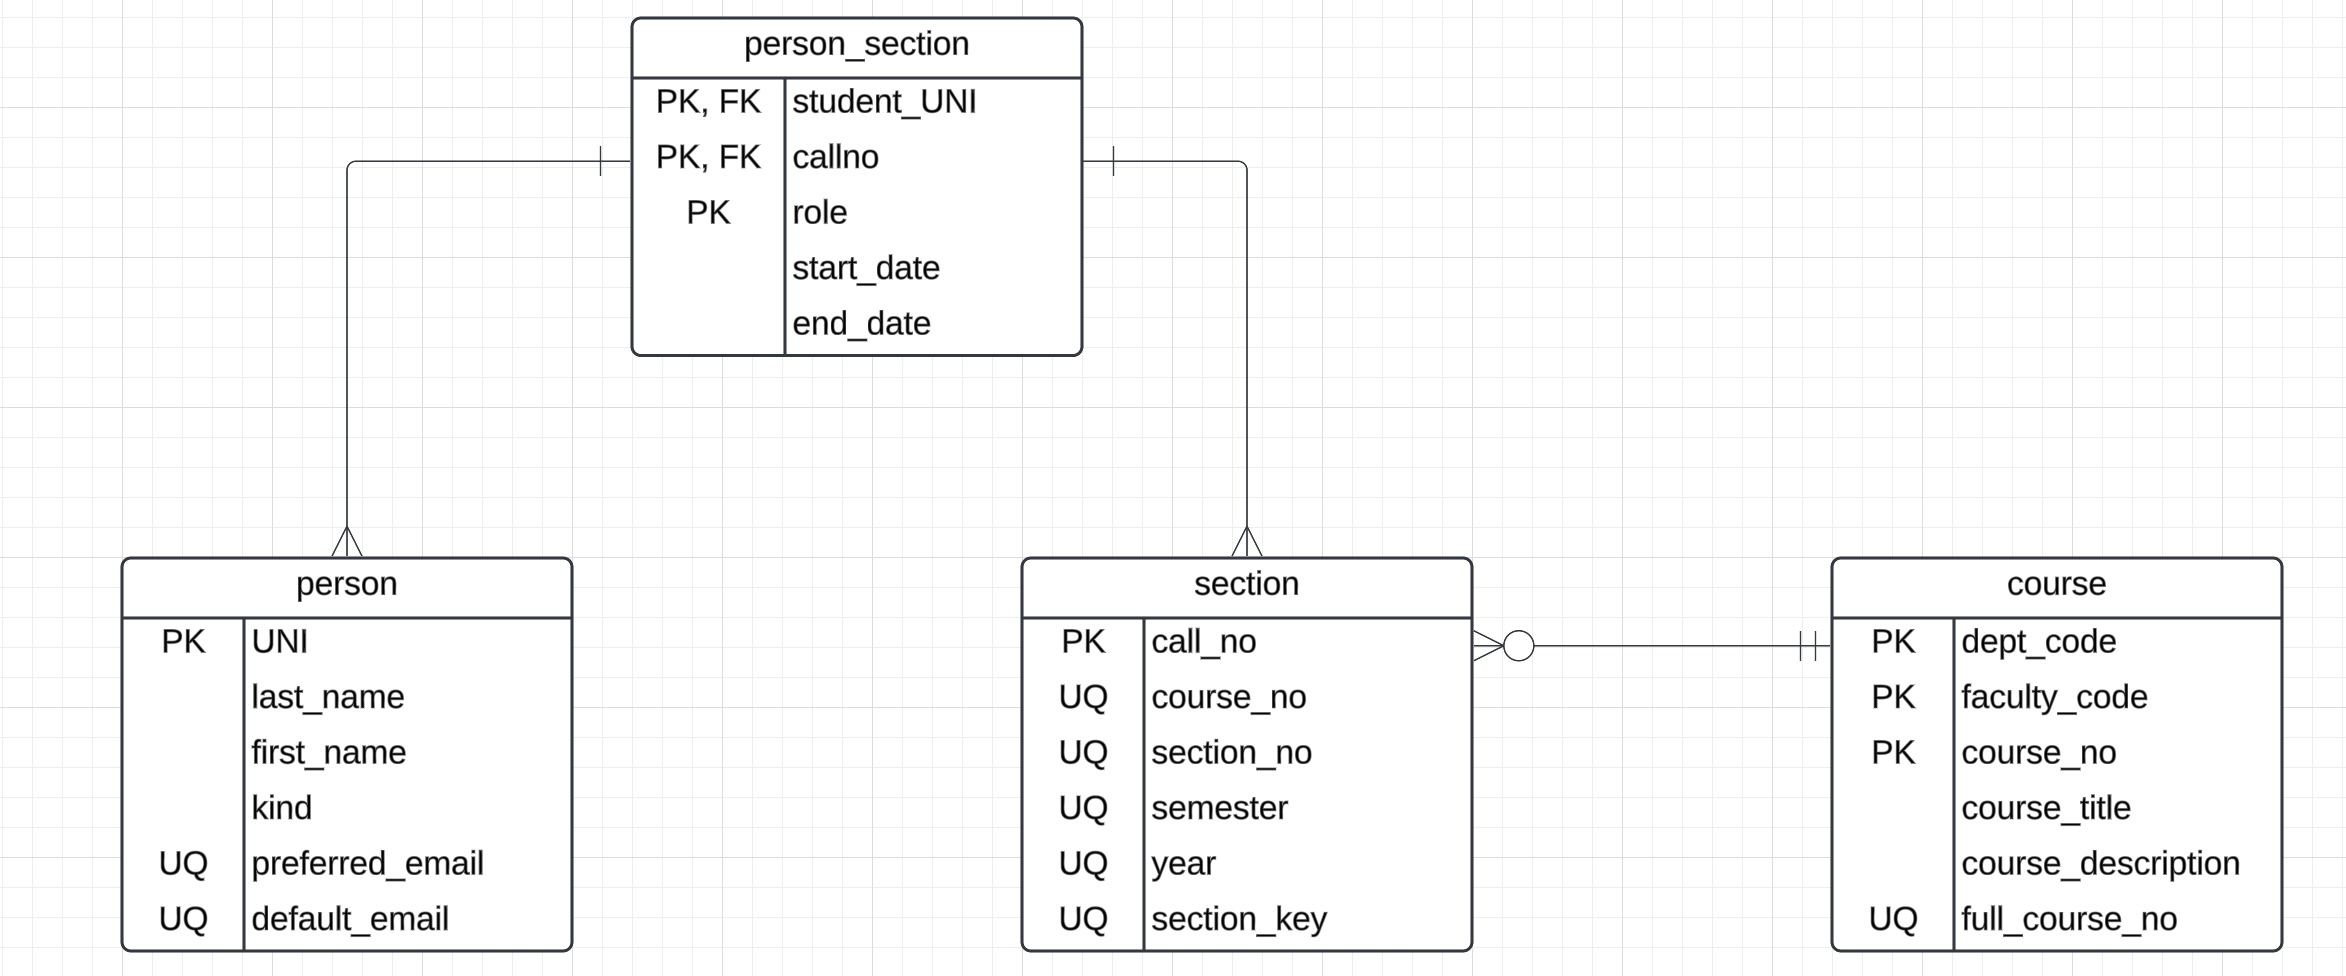 person_section
PK, FK student_UNI
PK, FK callno
PK role
start_date
end_date
person
PK UNI
last_name
first_name
kind
UQ preferred_email
UQ default_email
section
PK call_no
UQ course_no
UQ section_no
UQ semester
UQ year
UQ section_key
course
PK dept_code
PK faculty_code
PK course_no
course_title
course_description
UQ full_course_no